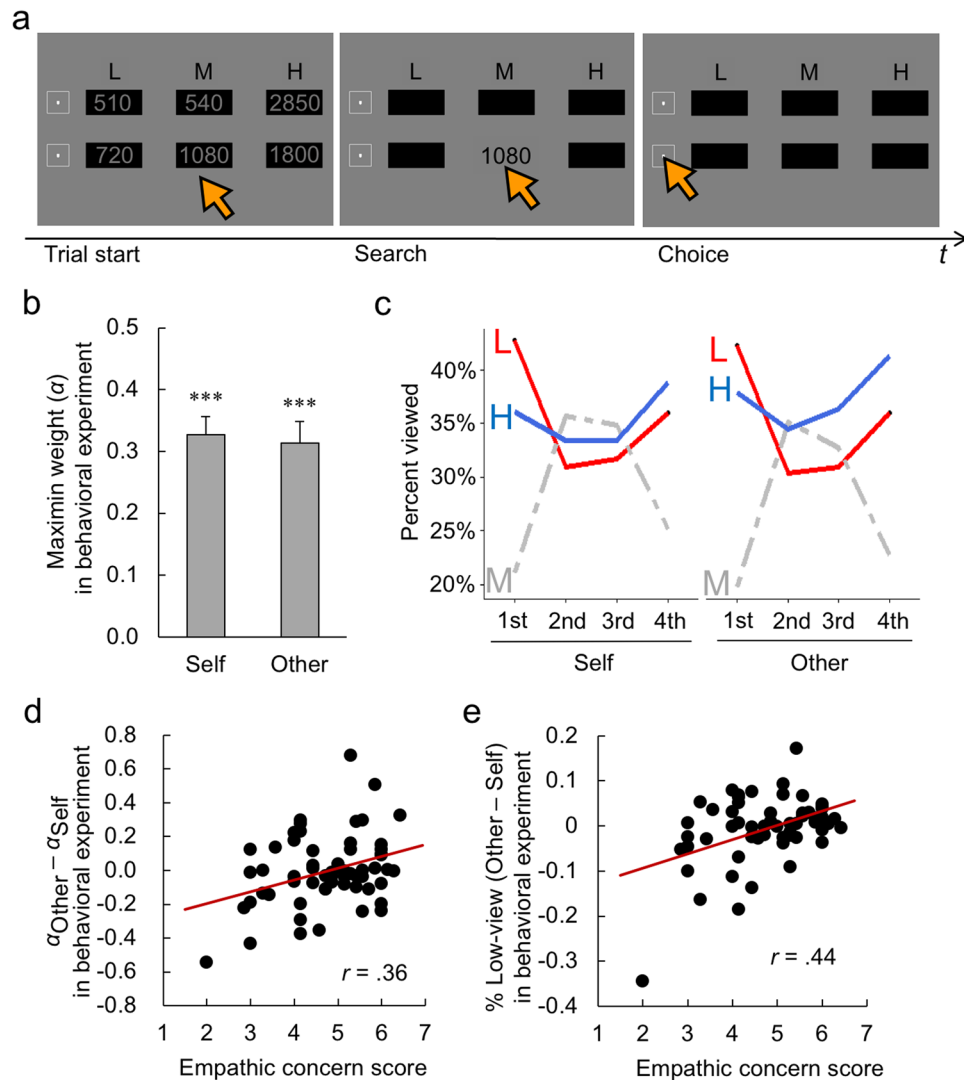 a
L M H
510 540 2850
720 1080 1800
L M H
1080
L M H
Trial start Search Choice t
b
Maximin weight (α)
in behavioral experiment
0.5
0.4
0.3
0.2
0.1
0.0
*** ***
Self Other
c
Percent viewed
40%
35%
30%
25%
20%
L
H
M
1st 2nd 3rd 4th
Self
L
H
M
1st 2nd 3rd 4th
Other
d
αOther – αSelf
in behavioral experiment
0.8
0.6
0.4
0.2
0.0
-0.2
-0.4
-0.6
-0.8
r = .36
1 2 3 4 5 6 7
Empathic concern score
e
% Low-view (Other – Self)
in behavioral experiment
0.2
0.1
0
-0.1
-0.2
-0.3
-0.4
r = .44
1 2 3 4 5 6 7
Empathic concern score